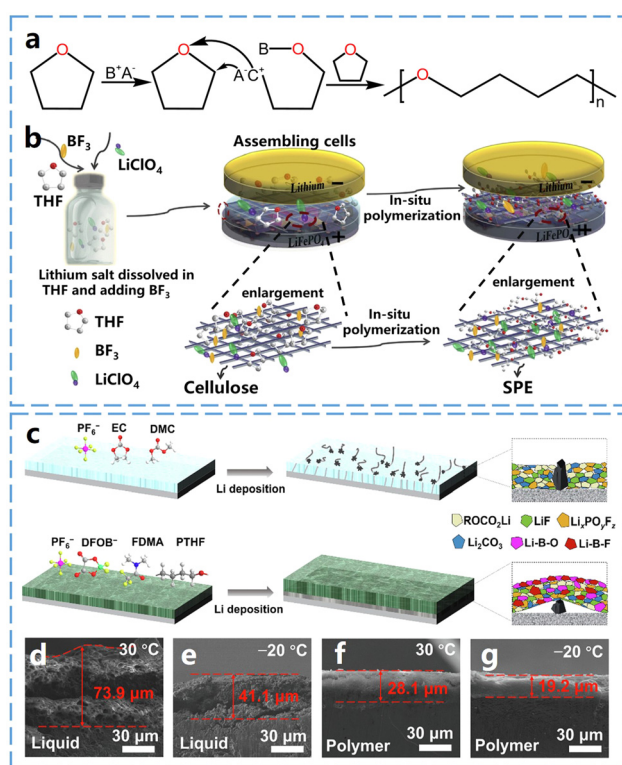 a
O
B⁺A⁻
O
A⁻C⁺
B—O
O
O
n
b
BF₃
LiClO₄
THF
Assembling cells
Lithium
LiFePO₄
+
In-situ
polymerization
Lithium
LiFePO₄
Lithium salt dissolved in
THF and adding BF₃
THF
BF₃
LiClO₄
enlargement
Cellulose
In-situ
polymerization
enlargement
SPE
c
PF₆⁻ EC DMC
Li deposition
ROCO₂Li LiF LiₓPOᵧF_z
Li₂CO₃ Li-B-O Li-B-F
PF₆⁻ DFOB⁻ FDMA PTHF
Li deposition
d 30 °C
73.9 μm
Liquid 30 μm
e −20 °C
41.1 μm
Liquid 30 μm
f 30 °C
28.1 μm
Polymer 30 μm
g −20 °C
19.2 μm
Polymer 30 μm